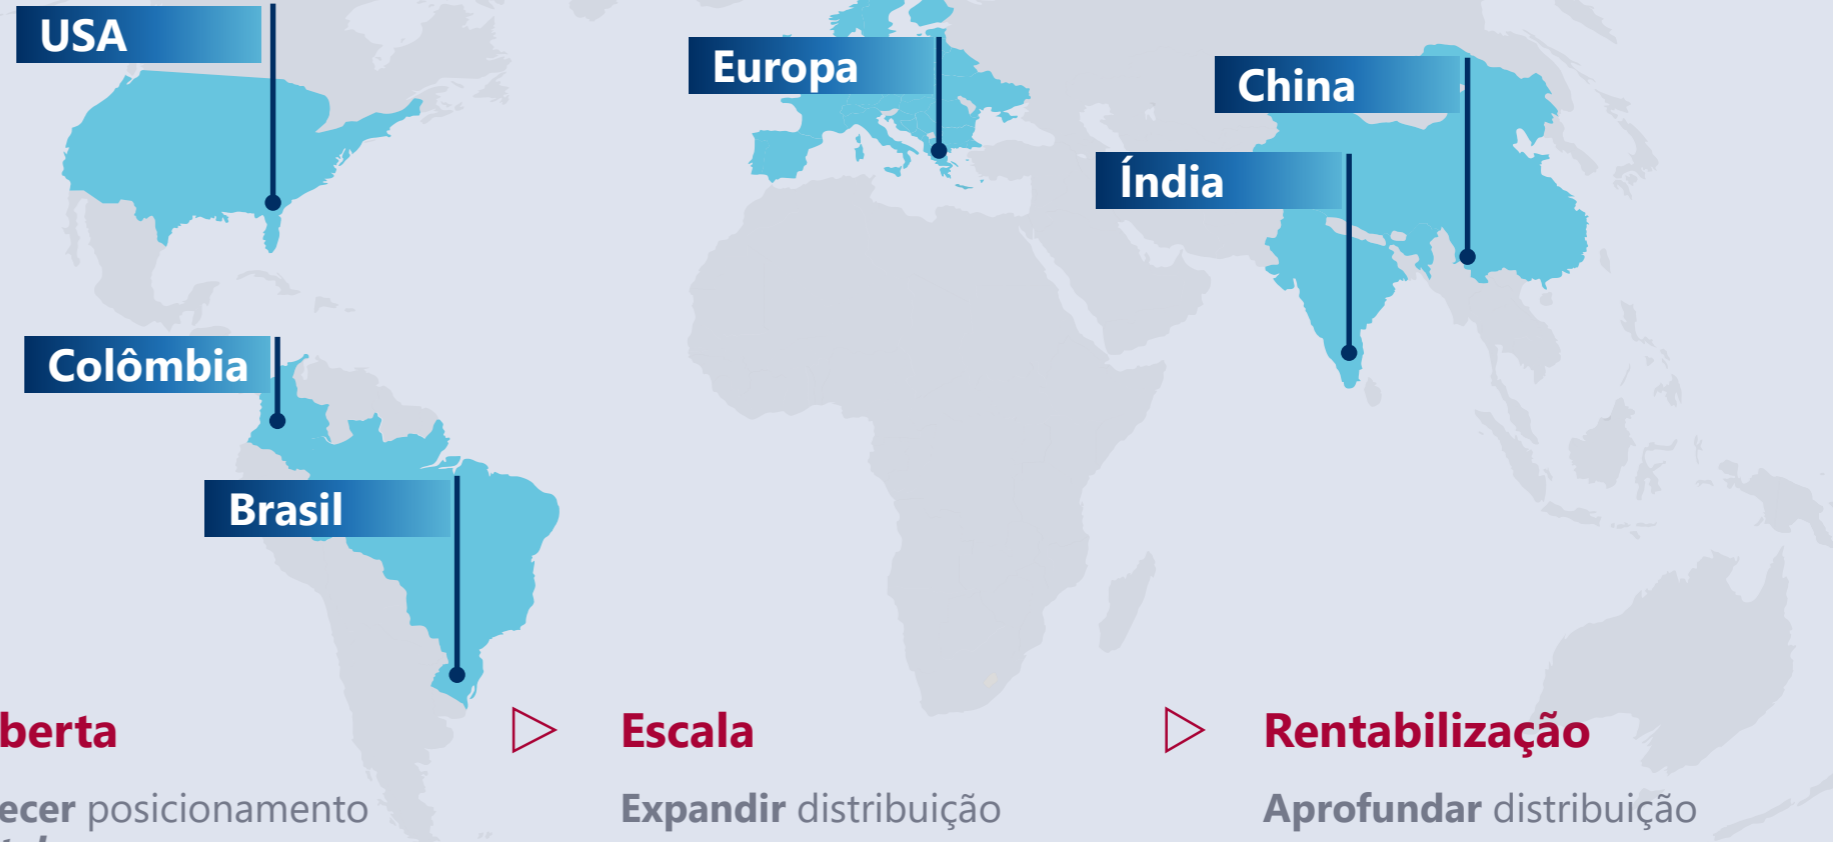 USA
Europa
China
Índia
Colômbia
Brasil
berta
Escala
Rentabilização
ecer posicionamento
Expandir distribuição
Aprofundar distribuição